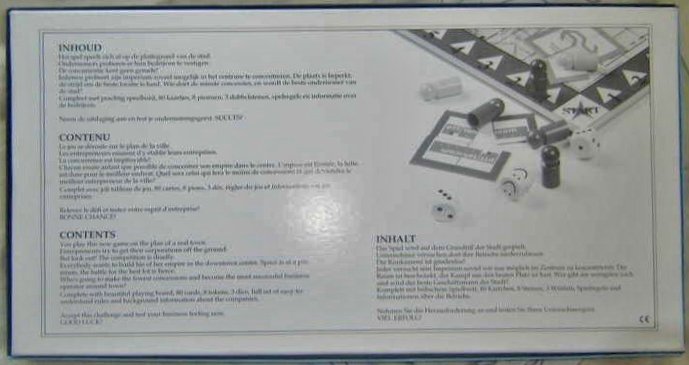 INHOUD
Het spel speelt zich af op de plattegrond van de stad.
Ondernemers proberen er hun bedrijven te vestigen.
De concurrentie kent geen genade!
Iedereen probeert zijn imperium zoveel mogelijk in het centrum te concentreren. De plaats is beperkt,
de strijd om de beste locatie is hard. Wie doet de minste concessies, en wordt de beste ondernemer van
de stad?
Compleet met prachtig speelbord, 80 kaartjes, 8 pionnen, 3 dobbelstenen, spelregels en informatie over
de bedrijven.
Neem de uitdaging aan en test je ondernemingsgeest. SUCCES!
CONTENU
Le jeu se déroule sur le plan de la ville.
Les entrepreneurs essaient d'y établir leurs entreprises.
La concurrence est impitoyable!
Chacun essaie autant que possible de concentrer son empire dans le centre. L'espace est limité, la lutte
est dure pour le meilleur endroit. Quel sera celui qui fera le moins de concessions et qui deviendra le
meilleur entrepreneur de la ville?
Complet avec joli tableau de jeu, 80 cartes, 8 pions, 3 dés, règles du jeu et informations sur les
entreprises.
Relevez le défi et testez votre esprit d'entreprise!
BONNE CHANCE!
CONTENTS
You play this new game on the plan of a real town.
Entrepreneurs try to get their corporations off the ground.
But look out! The competition is deadly.
Everybody wants to build his of her empire in the downtown center. Space is at a pre-
mium, the battle for the best lot is fierce.
Who's going to make the fewest concessions and become the most successful business
operator around town?
Complete with beautiful playing board, 80 cards, 8 tokens, 3 dice, full set of easy-to-
understand rules and background information about the companies.
Accept this challenge and test your business feeling now.
GOOD LUCK!
START
INHALT
Das Spiel wird auf dem Grundriß der Stadt gespielt.
Unternehmer versuchen dort ihre Betriebe niederzulassen.
Die Konkurrenz ist gnadenlos!
Jeder versucht sein Imperium soviel wie nur möglich im Zentrum zu konzentrieren. Der
Raum ist beschränkt, der Kampf um den besten Platz ist hart. Wer gibt am wenigsten nach
und wird der beste Geschäftsmann der Stadt?
Komplett mit hübschem Spielbrett, 80 Kärtchen, 8 Steinen, 3 Würfeln, Spielregeln und
Informationen über die Betriebe.
Nehmen Sie die Herausforderung an und testen Sie Ihren Unternehmergeist.
VIEL ERFOLG!
CE